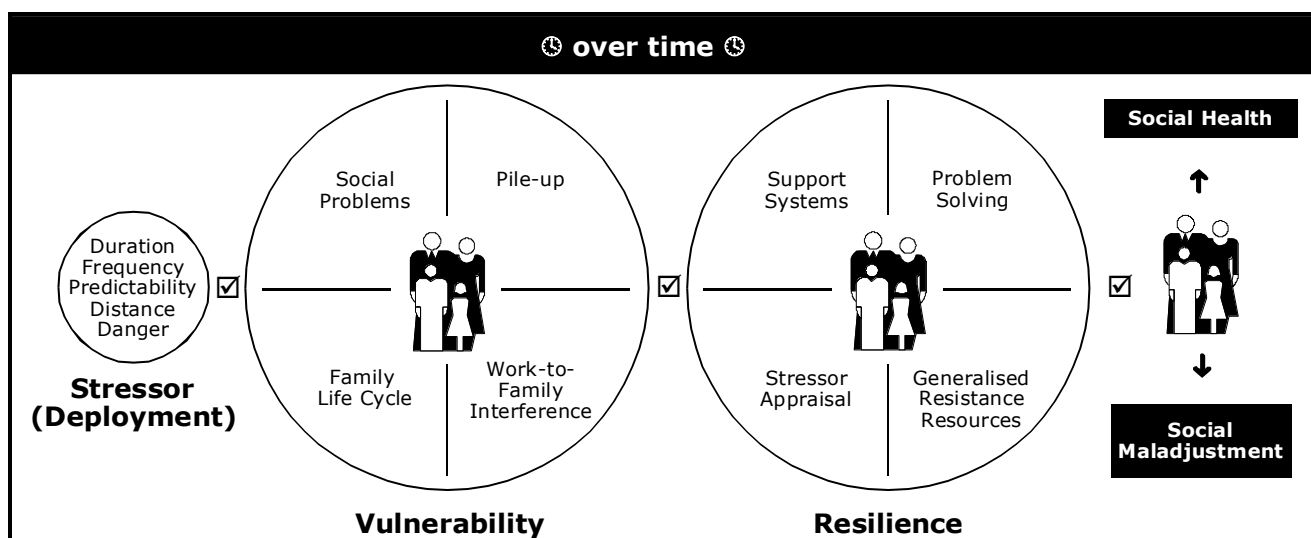 over time
Duration
Frequency
Predictability
Distance
Danger
Stressor
(Deployment)
Social
Problems
Pile-up
Family
Life Cycle
Work-to-
Family
Interference
Vulnerability
Support
Systems
Problem
Solving
Stressor
Appraisal
Generalised
Resistance
Resources
Resilience
Social Health
Social
Maladjustment